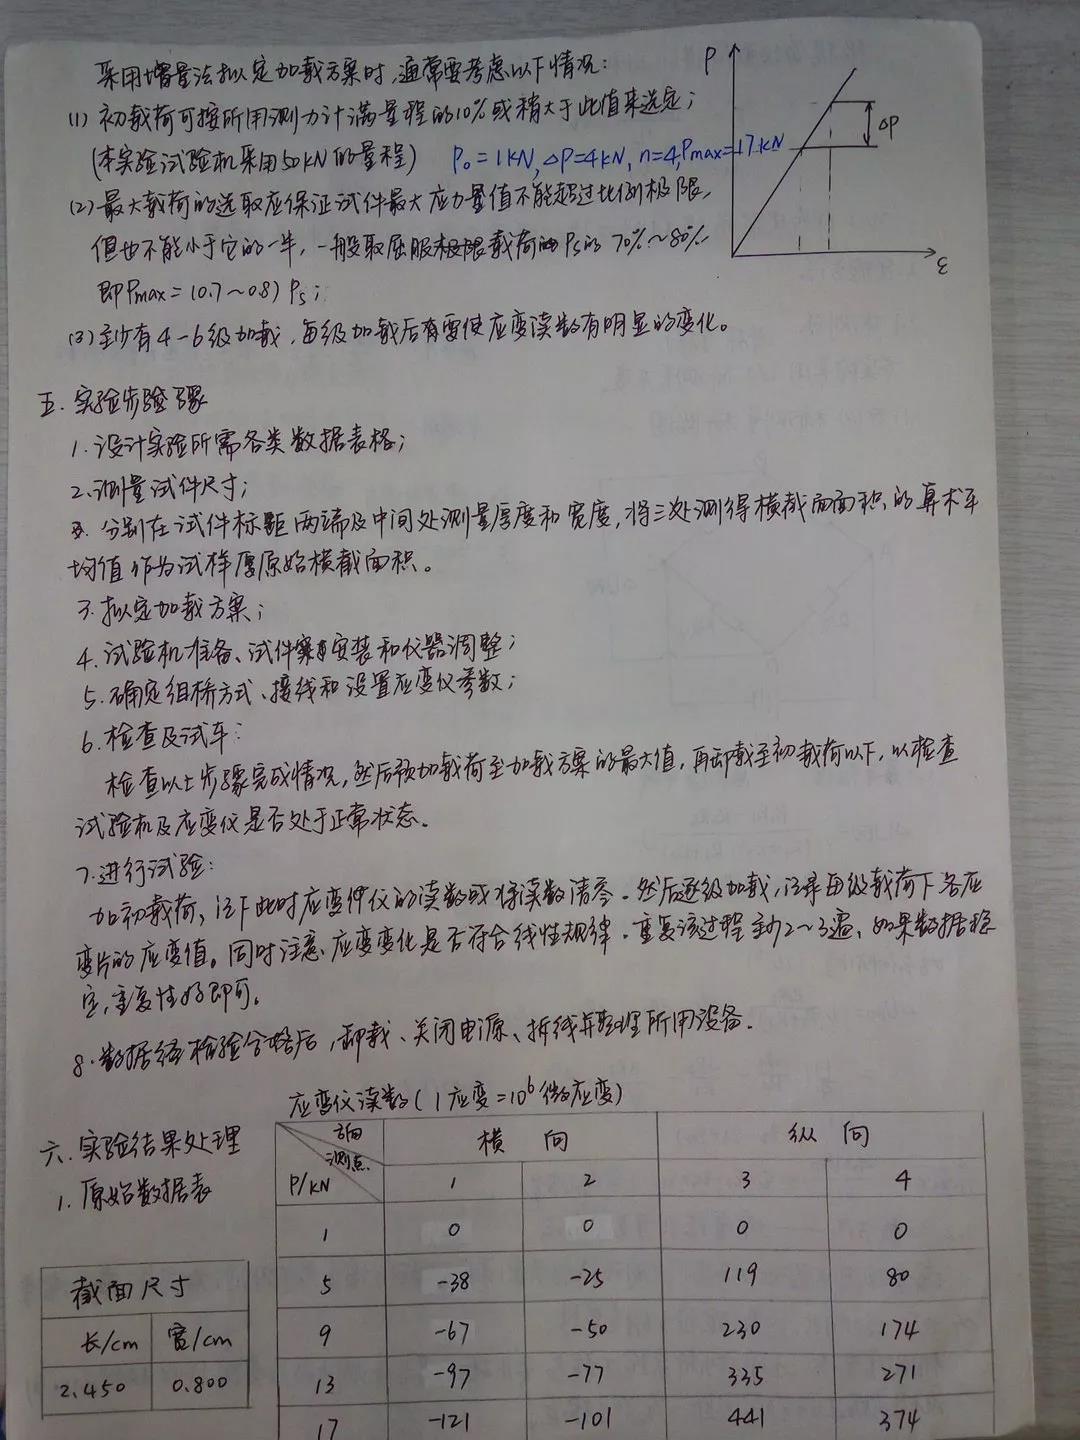 采用增量法拟定加载方案时,通常要考虑以下情况:
(1) 初载荷可按所用测力计满量程的10%或稍大于此值来选定;
(本实验试验机采用50kN的量程) P₀=1KN,ΔP=4kN,n=4,Pmax=17KN
(2) 最大载荷的选取应保证试件最大应力量值不能超过比例极限,
但也不能小于它的一半,一般取屈服极限载荷 Ps的70%~80%
即Pmax=(0.7~0.8)Ps;
(3) 至少有4-6级加载,每级加载后有要使应变读数有明显的变化。
P
ΔP
ε
五. 实验步骤
1. 设计实验所需各类数据表格;
2. 测量试件尺寸;
分别在试件标距两端及中间处测量厚度和宽度,将三次测得横截面面积的算术平
均值作为试样原始横截面积。
3. 拟定加载方案;
4. 试验机准备、试件安装和仪器调整;
5. 确定组桥方式、接线和设置应变仪参数;
6. 检查及试车:
检查以上步骤完成情况,然后预加载荷至加载方案的最大值,再卸载至初载荷以下,以检查
试验机及应变仪是否处于正常状态。
7. 进行试验:
加初载荷,记下此时应变仪的读数或将读数清零.然后逐级加载,记录每级载荷下各应
变片的应变值。同时注意应变变化是否符合线性规律.重复该过程至少2~3遍,如果数据稳
定,重复性好即可。
8. 数据经检验合格后,卸载、关闭电源、拆线并整理所用设备.
六. 实验结果处理
1. 原始数据表
截面尺寸
长/cm 宽/cm
2.450 0.800
应变仪读数(1应变=10⁶微应变)
方向 横 向 纵 向
测点
P/KN 1 2 3 4
1 0 0 0 0
5 -38 -25 119 80
9 -67 -50 230 174
13 -97 -77 335 271
17 -121 -101 441 374